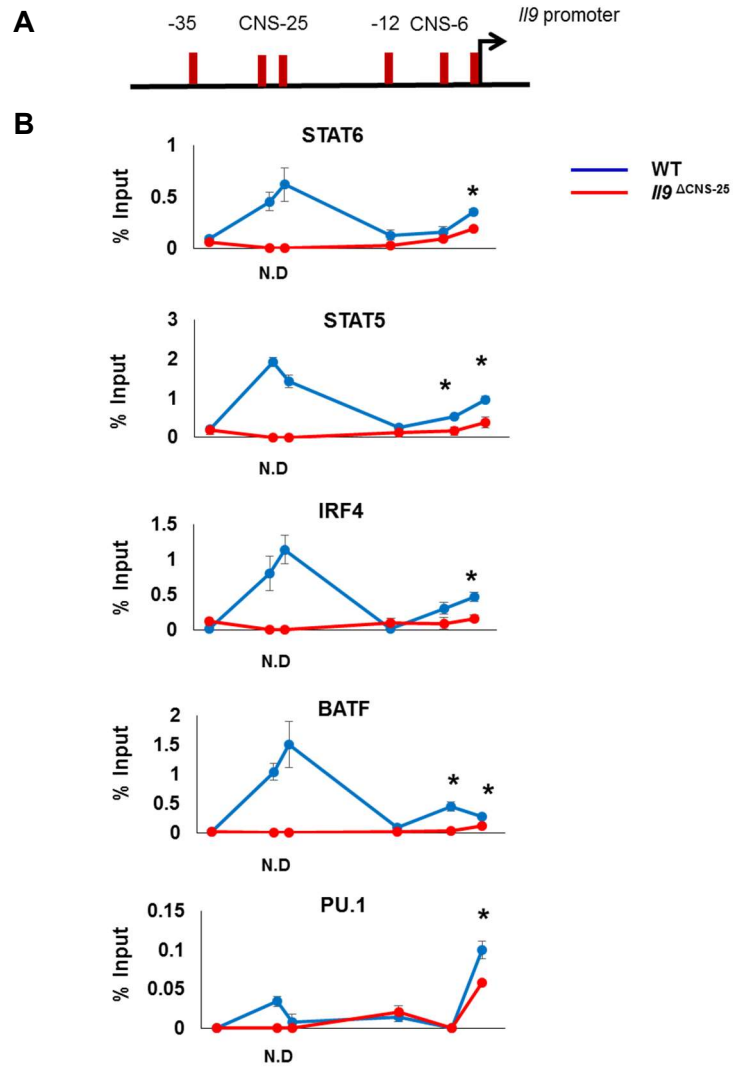 A
-35 CNS-25 -12 CNS-6 Il9 promoter
B
STAT6
WT
Il9 ΔCNS-25
% Input
1
0.5
0
*
N.D
STAT5
% Input
3
2
1
0
* *
N.D
IRF4
% Input
1.5
1
0.5
0
*
N.D
BATF
% Input
2
1.5
1
0.5
0
* *
N.D
PU.1
% Input
0.15
0.1
0.05
0
*
N.D